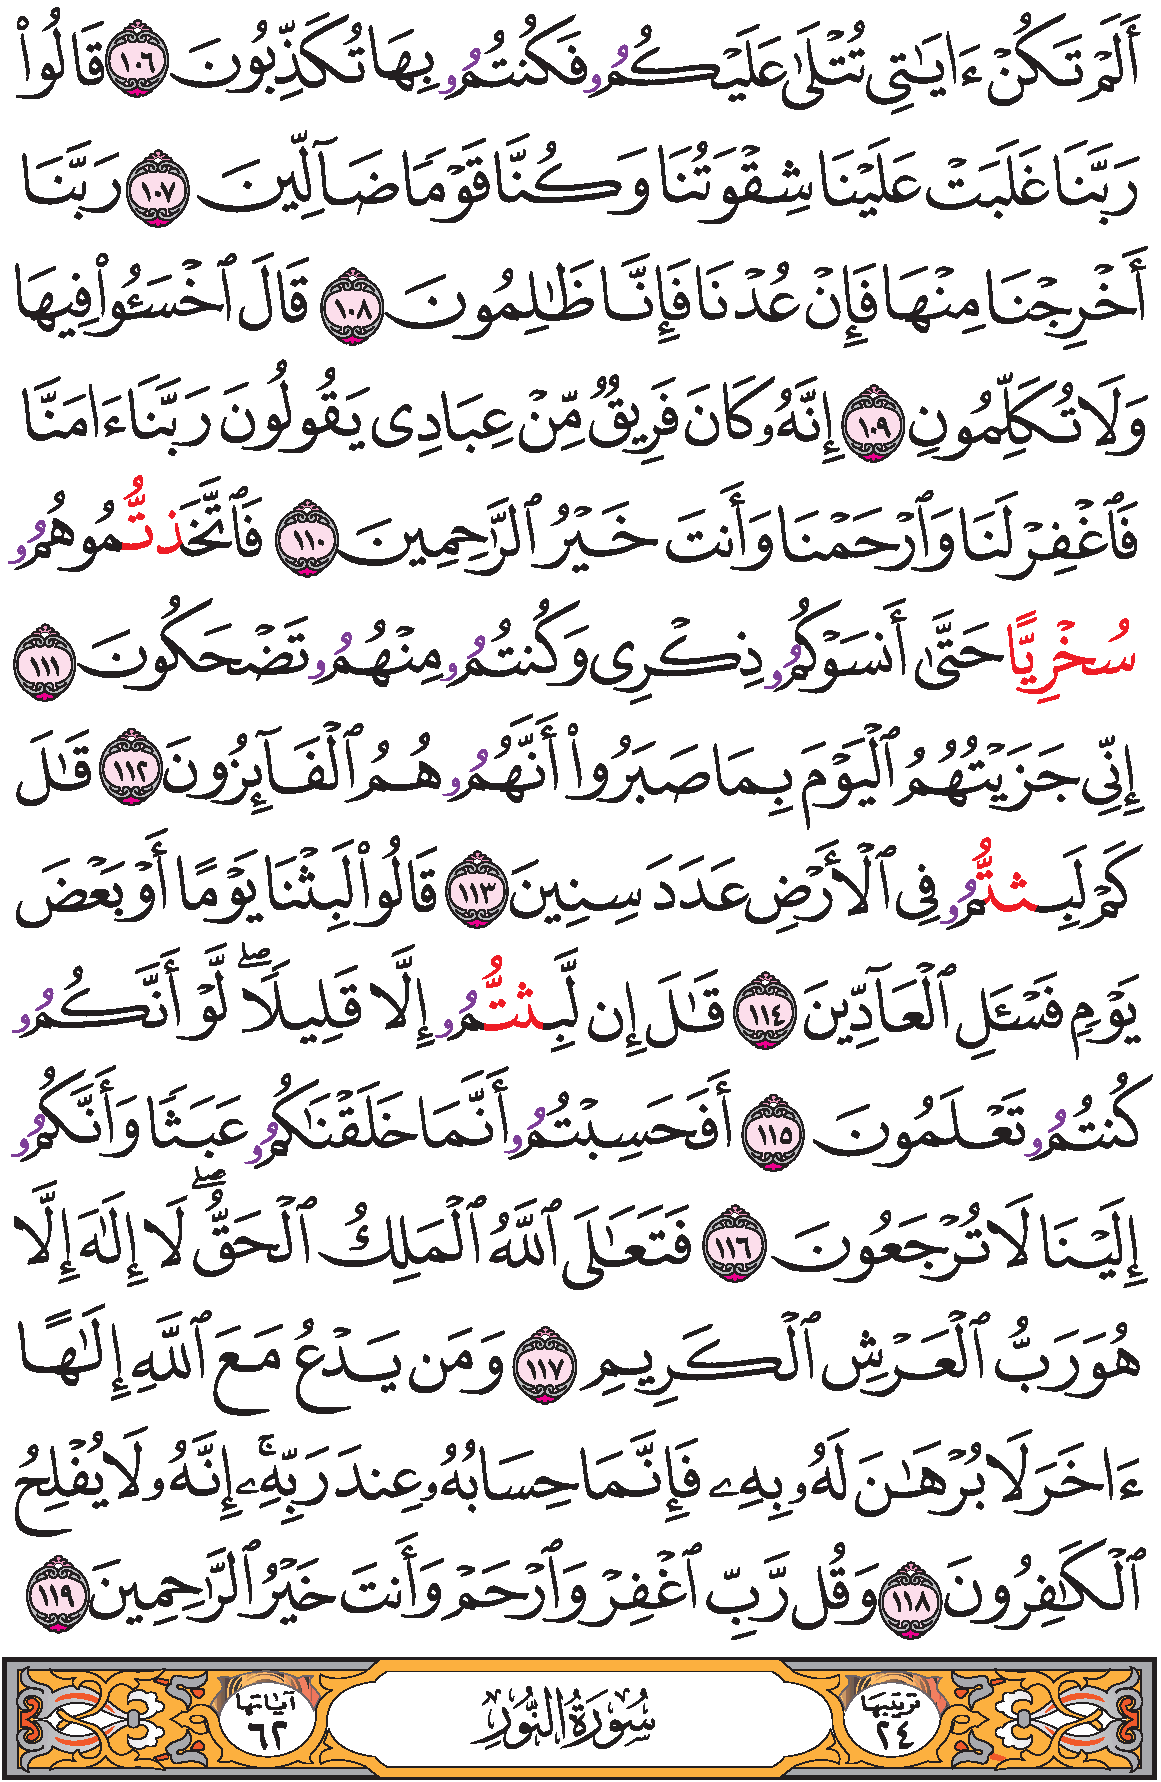 أَلَمْ تَكُنْ ءَايَٰتِى تُتْلَىٰ عَلَيْكُمُۥ فَكُنتُمُۥ بِهَا تُكَذِّبُونَ ١٠٦ قَالُوا۟
رَبَّنَا غَلَبَتْ عَلَيْنَا شِقْوَتُنَا وَكُنَّا قَوْمًا ضَآلِّينَ ١٠٧ رَبَّنَا
أَخْرِجْنَا مِنْهَا فَإِنْ عُدْنَا فَإِنَّا ظَٰلِمُونَ ١٠٨ قَالَ ٱخْسَـُٔوا۟ فِيهَا
وَلَا تُكَلِّمُونِ ١٠٩ إِنَّهُۥ كَانَ فَرِيقٌ مِّنْ عِبَادِى يَقُولُونَ رَبَّنَا ءَامَنَّا
فَٱغْفِرْ لَنَا وَٱرْحَمْنَا وَأَنتَ خَيْرُ ٱلرَّٰحِمِينَ ١١٠ فَٱتَّخَذتُّمُوهُمُۥ
سُخْرِيًّا حَتَّىٰ أَنسَوْكُمُۥ ذِكْرِى وَكُنتُمُۥ مِنْهُمُۥ تَضْحَكُونَ ١١١
إِنِّى جَزَيْتُهُمُ ٱلْيَوْمَ بِمَا صَبَرُوٓا۟ أَنَّهُمُۥ هُمُ ٱلْفَآئِزُونَ ١١٢ قَٰلَ
كَمْ لَبِثتُّمُۥ فِى ٱلْأَرْضِ عَدَدَ سِنِينَ ١١٣ قَالُوا۟ لَبِثْنَا يَوْمًا أَوْ بَعْضَ
يَوْمٍ فَسْـَٔلِ ٱلْعَآدِّينَ ١١٤ قَٰلَ إِن لَّبِثتُّمُۥ إِلَّا قَلِيلًا ۖ لَّوْ أَنَّكُمُۥ
كُنتُمُۥ تَعْلَمُونَ ١١٥ أَفَحَسِبْتُمُۥ أَنَّمَا خَلَقْنَٰكُمُۥ عَبَثًا وَأَنَّكُمُۥ
إِلَيْنَا لَا تُرْجَعُونَ ١١٦ فَتَعَٰلَى ٱللَّهُ ٱلْمَلِكُ ٱلْحَقُّ ۖ لَا إِلَٰهَ إِلَّا
هُوَ رَبُّ ٱلْعَرْشِ ٱلْكَرِيمِ ١١٧ وَمَن يَدْعُ مَعَ ٱللَّهِ إِلَٰهًا
ءَاخَرَ لَا بُرْهَٰنَ لَهُۥ بِهِۦ فَإِنَّمَا حِسَابُهُۥ عِندَ رَبِّهِۦ ۚ إِنَّهُۥ لَا يُفْلِحُ
ٱلْكَٰفِرُونَ ١١٨ وَقُل رَّبِّ ٱغْفِرْ وَٱرْحَمْ وَأَنتَ خَيْرُ ٱلرَّٰحِمِينَ ١١٩
ترتيبها ٢٤ سُورَةُ النُّورِ آياتها ٦٢